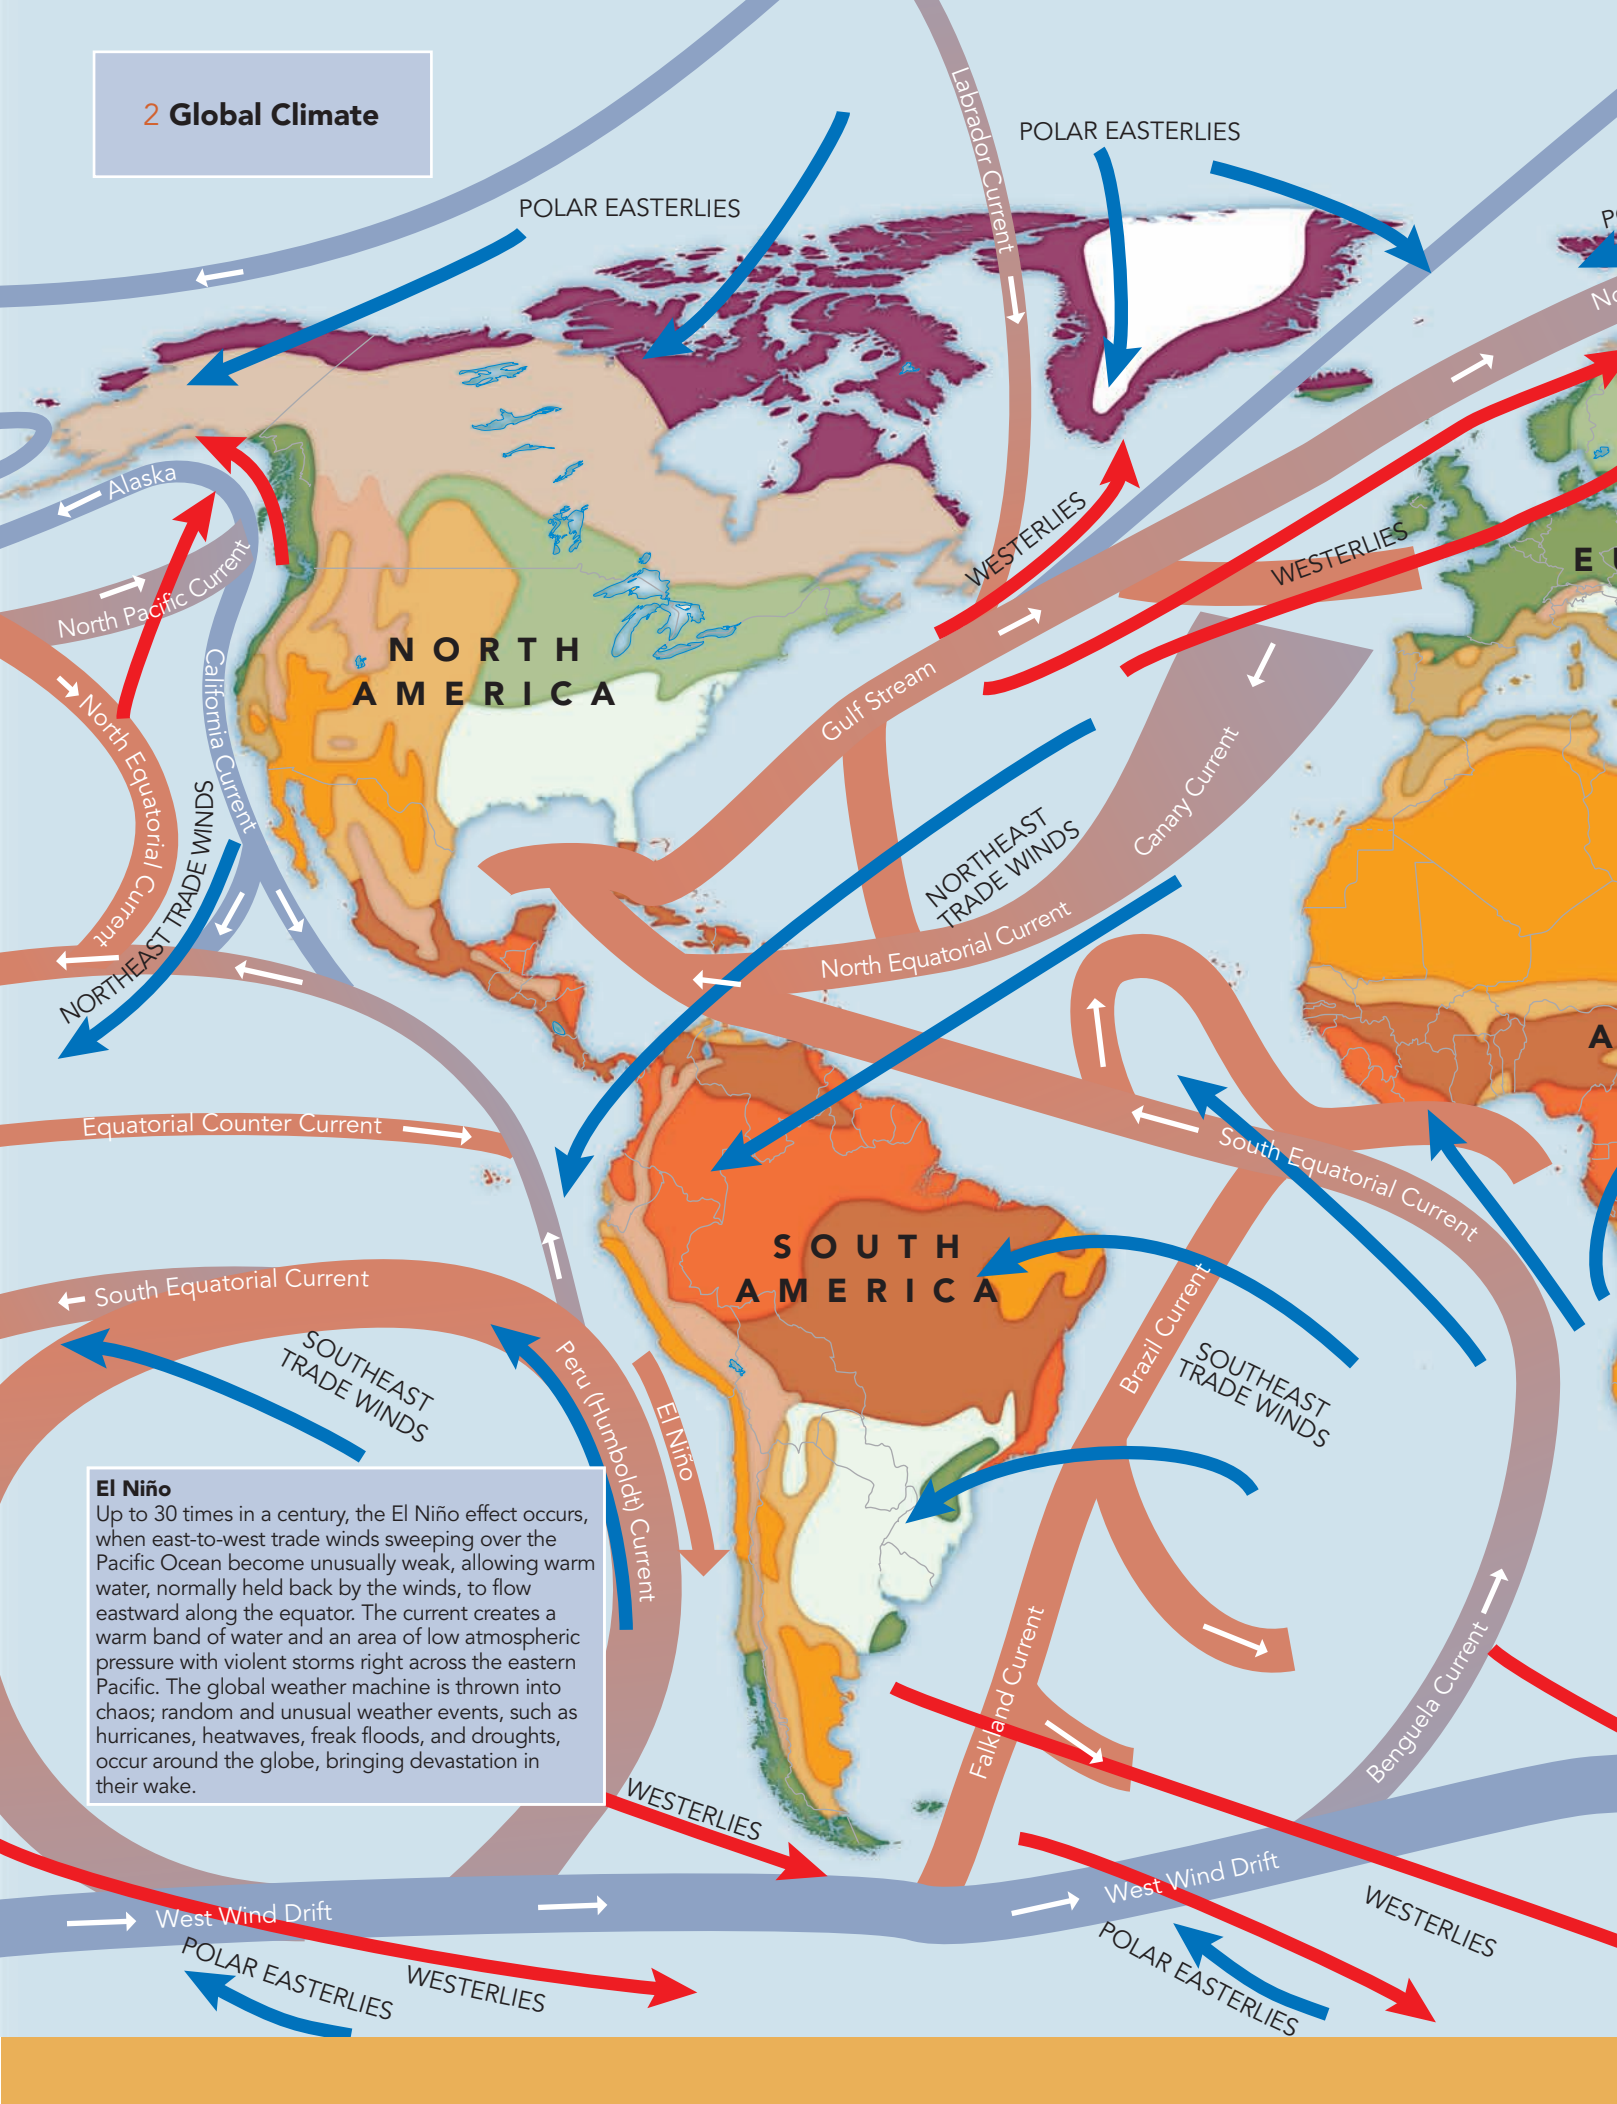 2 Global Climate
Labrador Current
POLAR EASTERLIES
POLAR EASTERLIES
Alaska
North Pacific Current
WESTERLIES
WESTERLIES
NORTH
AMERICA
California Current
North Equatorial Current
Gulf Stream
Canary Current
NORTHEAST TRADE WINDS
NORTHEAST
TRADE WINDS
North Equatorial Current
Equatorial Counter Current
South Equatorial Current
SOUTH
AMERICA
South Equatorial Current
SOUTHEAST
TRADE WINDS
Peru (Humboldt) Current
El Niño
Brazil Current
SOUTHEAST
TRADE WINDS
El Niño
Up to 30 times in a century, the El Niño effect occurs,
when east-to-west trade winds sweeping over the
Pacific Ocean become unusually weak, allowing warm
water, normally held back by the winds, to flow
eastward along the equator. The current creates a
warm band of water and an area of low atmospheric
pressure with violent storms right across the eastern
Pacific. The global weather machine is thrown into
chaos; random and unusual weather events, such as
hurricanes, heatwaves, freak floods, and droughts,
occur around the globe, bringing devastation in
their wake.
Falkland Current
Benguela Current
WESTERLIES
West Wind Drift
West Wind Drift
WESTERLIES
POLAR EASTERLIES
WESTERLIES
POLAR EASTERLIES